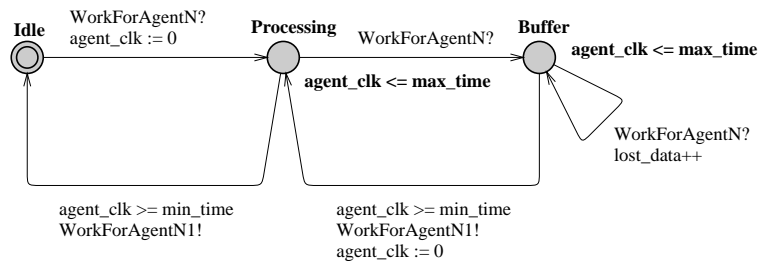 Idle
WorkForAgentN?
agent_clk := 0
Processing
agent_clk <= max_time
WorkForAgentN?
Buffer
agent_clk <= max_time
WorkForAgentN?
lost_data++
agent_clk >= min_time
WorkForAgentN1!
agent_clk >= min_time
WorkForAgentN1!
agent_clk := 0